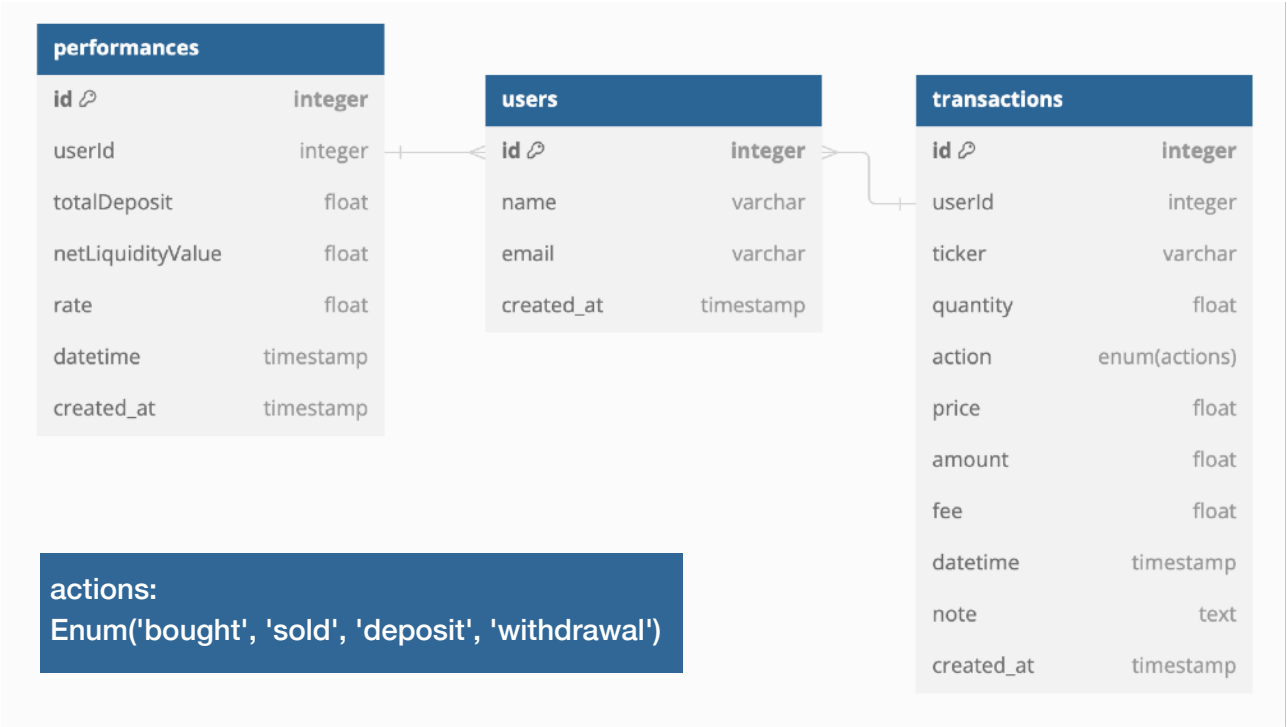 performances
id integer
userId integer
totalDeposit float
netLiquidityValue float
rate float
datetime timestamp
created_at timestamp
users
id integer
name varchar
email varchar
created_at timestamp
transactions
id integer
userId integer
ticker varchar
quantity float
action enum(actions)
price float
amount float
fee float
datetime timestamp
note text
created_at timestamp
actions:
Enum('bought', 'sold', 'deposit', 'withdrawal')